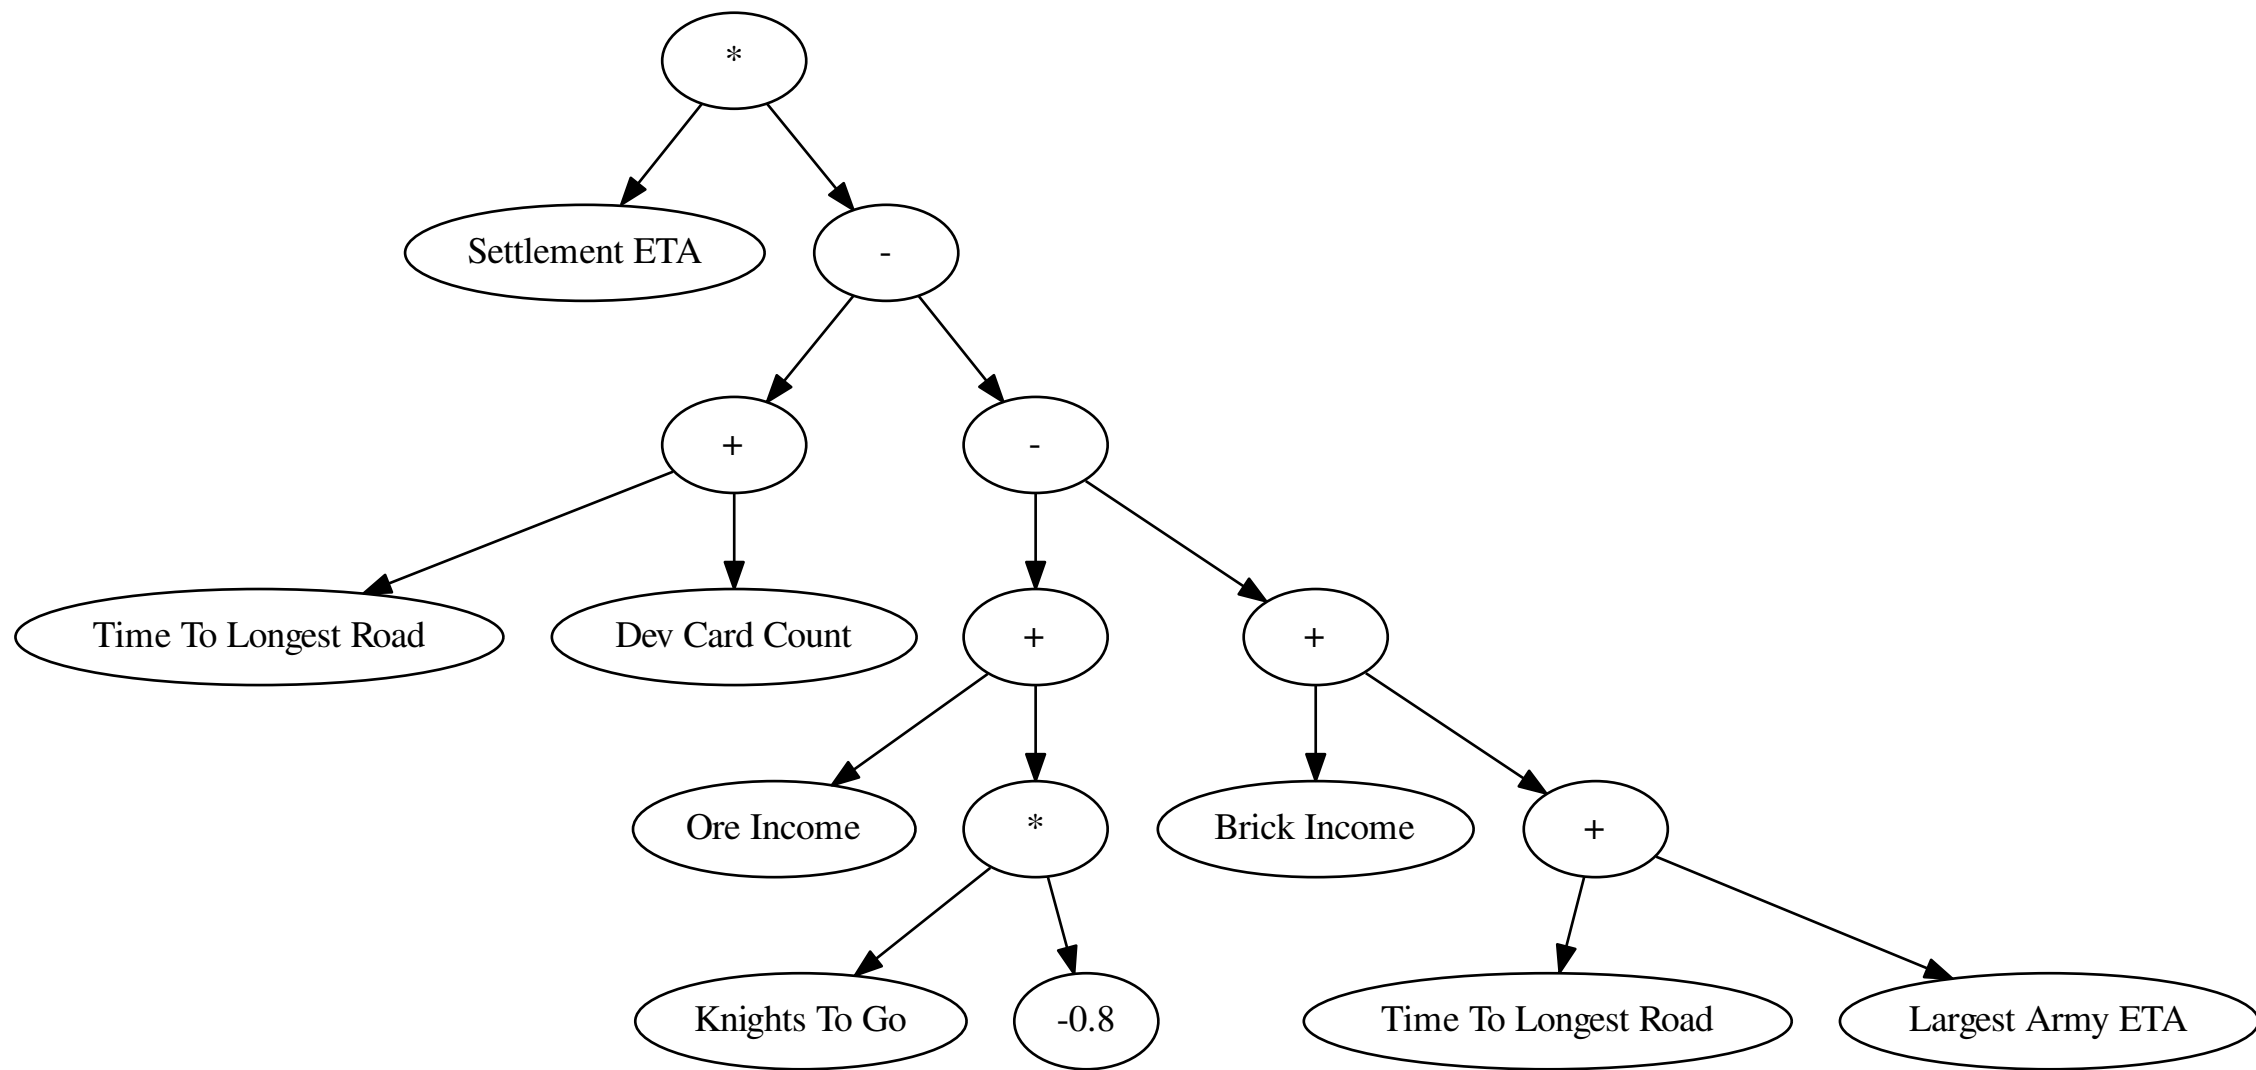 *
Settlement ETA
-
+
-
Time To Longest Road
Dev Card Count
+
+
Ore Income
*
Brick Income
+
Knights To Go
-0.8
Time To Longest Road
Largest Army ETA